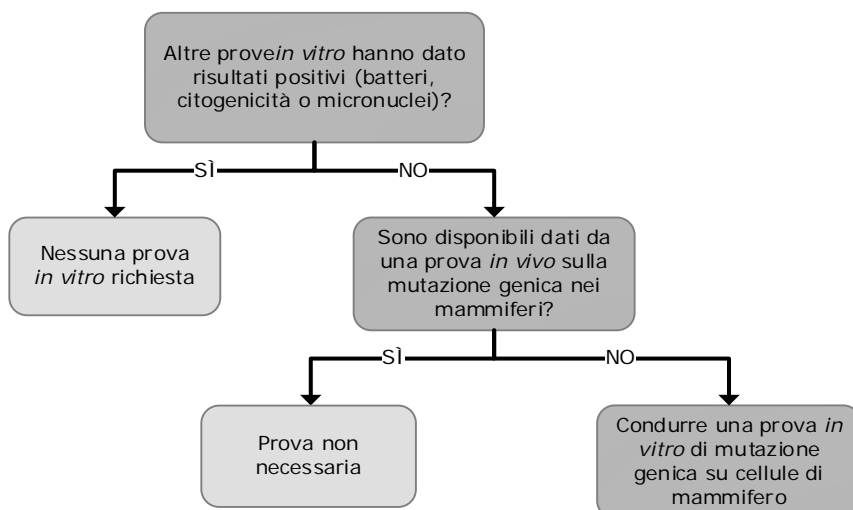 Altre prove in vitro hanno dato
risultati positivi (batteri,
citogenicità o micronuclei)?
SÌ
NO
Nessuna prova
in vitro richiesta
Sono disponibili dati da
una prova in vivo sulla
mutazione genica nei
mammiferi?
SÌ
NO
Prova non
necessaria
Condurre una prova in
vitro di mutazione
genica su cellule di
mammifero